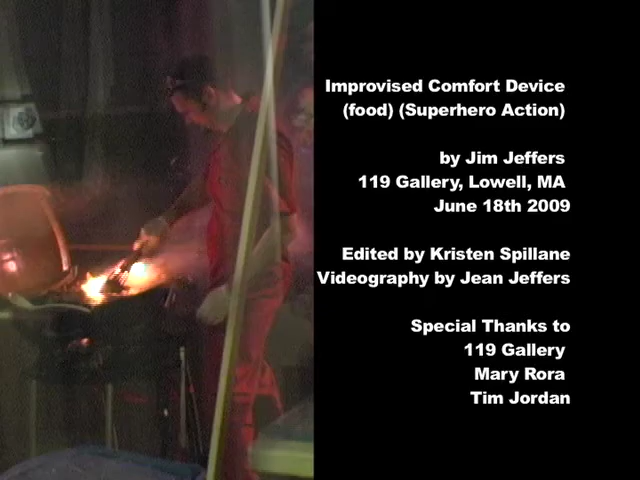 Improvised Comfort Device
(food) (Superhero Action)
by Jim Jeffers
119 Gallery, Lowell, MA
June 18th 2009
Edited by Kristen Spillane
Videography by Jean Jeffers
Special Thanks to
119 Gallery
Mary Rora
Tim Jordan